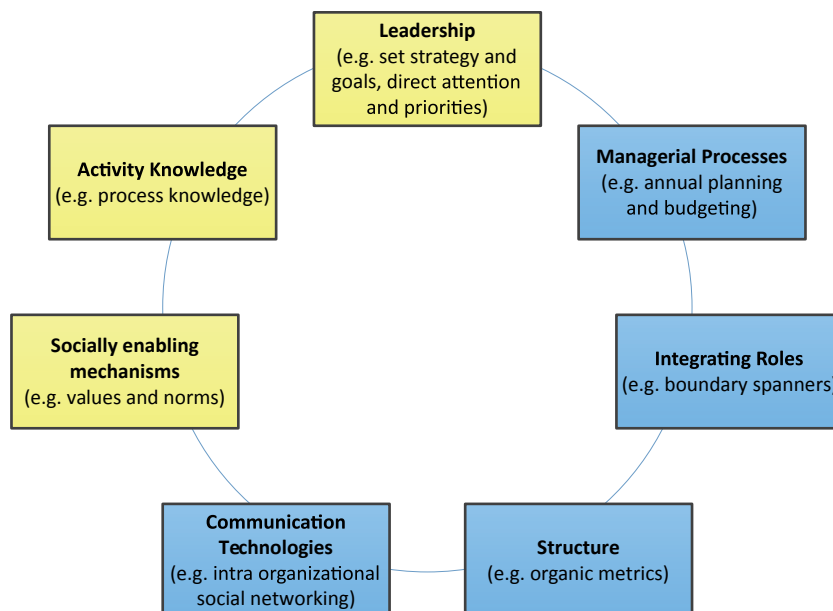 Leadership
(e.g. set strategy and
goals, direct attention
and priorities)
Managerial Processes
(e.g. annual planning
and budgeting)
Integrating Roles
(e.g. boundary spanners)
Structure
(e.g. organic metrics)
Communication
Technologies
(e.g. intra organizational
social networking)
Socially enabling
mechanisms
(e.g. values and norms)
Activity Knowledge
(e.g. process knowledge)